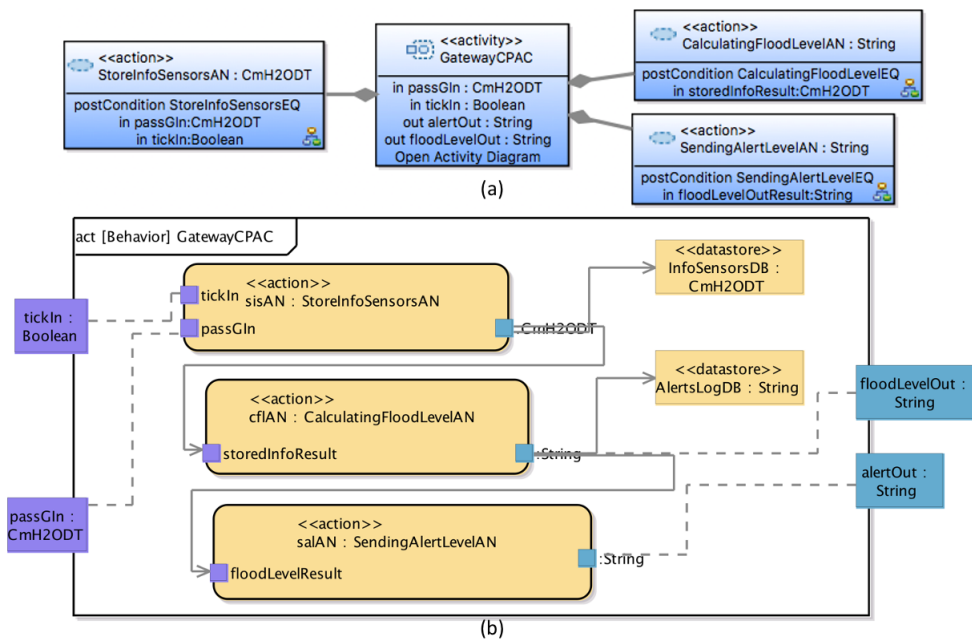 <<action>>
StoreInfoSensorsAN : CmH2ODT
postCondition StoreInfoSensorsEQ
in passGIn:CmH2ODT
in tickIn:Boolean
<<activity>>
GatewayCPAC
in passGIn : CmH2ODT
in tickIn : Boolean
out alertOut : String
out floodLevelOut : String
Open Activity Diagram
<<action>>
CalculatingFloodLevelAN : String
postCondition CalculatingFloodLevelEQ
in storedInfoResult:CmH2ODT
<<action>>
SendingAlertLevelAN : String
postCondition SendingAlertLevelEQ
in floodLevelOutResult:String
(a)
act [Behavior] GatewayCPAC
tickIn :
Boolean
passGIn :
CmH2ODT
<<action>>
sisAN : StoreInfoSensorsAN
tickIn
passGIn
:CmH2ODT
<<datastore>>
InfoSensorsDB :
CmH2ODT
<<action>>
cflAN : CalculatingFloodLevelAN
storedInfoResult
:String
<<datastore>>
AlertsLogDB : String
floodLevelOut :
String
alertOut :
String
<<action>>
salAN : SendingAlertLevelAN
floodLevelResult
:String
(b)